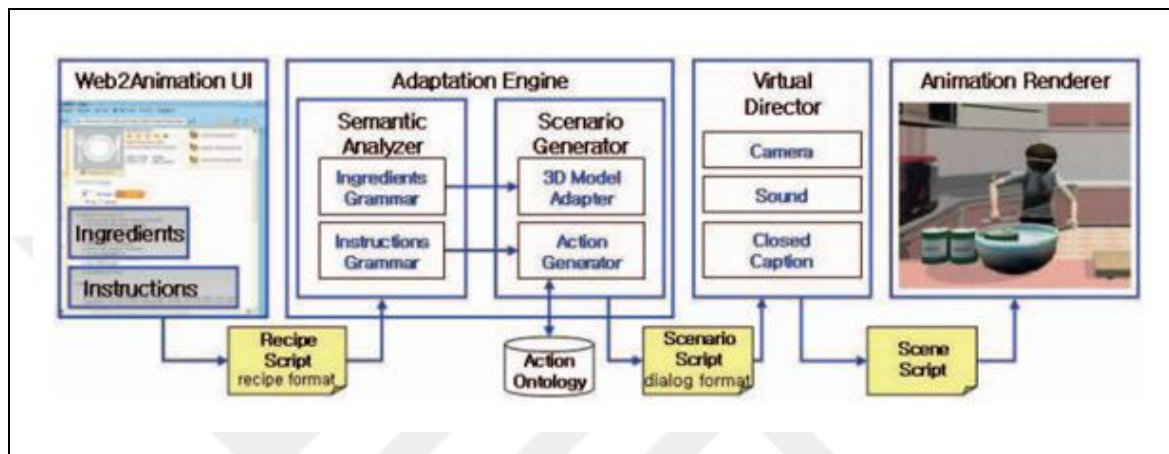 Web2Animation UI
Ingredients
Instructions
Adaptation Engine
Semantic
Analyzer
Ingredients
Grammar
Instructions
Grammar
Scenario
Generator
3D Model
Adapter
Action
Generator
Virtual
Director
Camera
Sound
Closed
Caption
Animation Renderer
Recipe
Script
recipe format
Action
Ontology
Scenario
Script
dialog format
Scene
Script